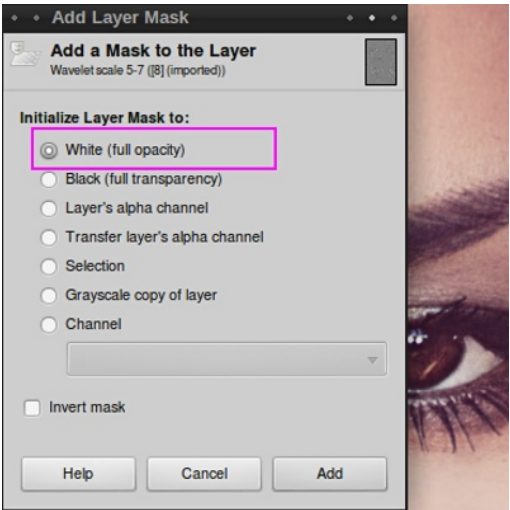 Add Layer Mask
Add a Mask to the Layer
Wavelet scale 5-7 ([8] (imported))
Initialize Layer Mask to:
White (full opacity)
Black (full transparency)
Layer's alpha channel
Transfer layer's alpha channel
Selection
Grayscale copy of layer
Channel
Invert mask
Help Cancel Add